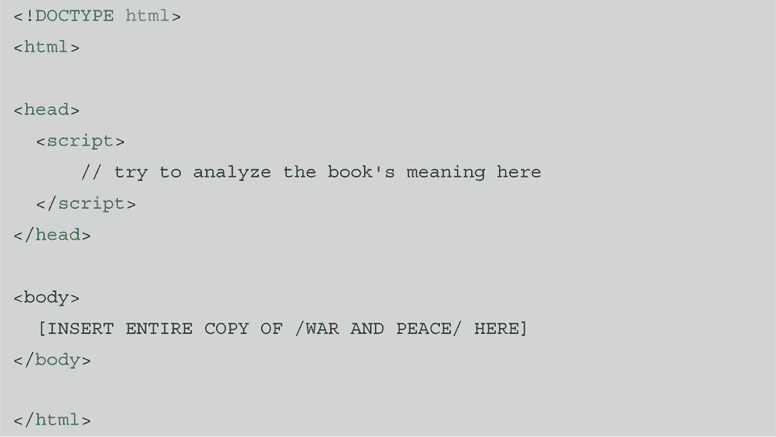 <!DOCTYPE html>
<html>
<head>
<script>
// try to analyze the book's meaning here
</script>
</head>
<body>
[INSERT ENTIRE COPY OF /WAR AND PEACE/ HERE]
</body>
</html>